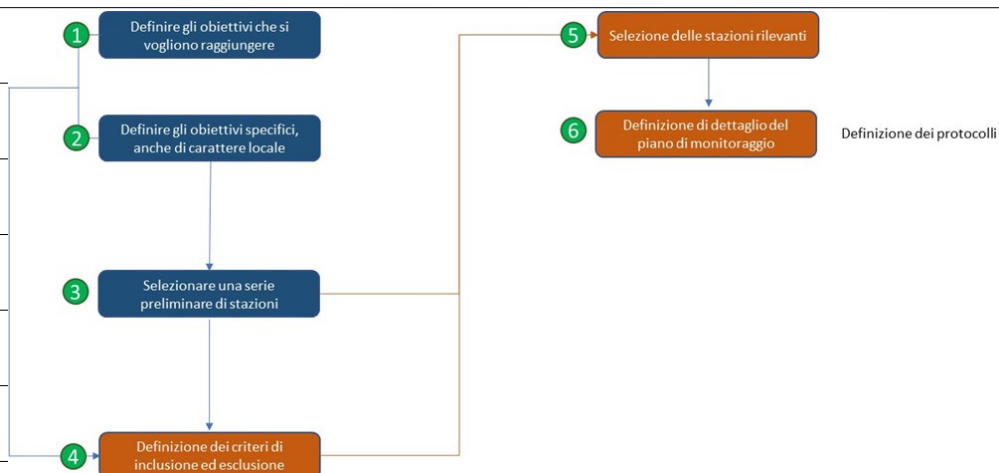 1
Definire gli obiettivi che si
vogliono raggiungere
2
Definire gli obiettivi specifici,
anche di carattere locale
3
Selezionare una serie
preliminare di stazioni
4
Definizione dei criteri di
inclusione ed esclusione
5
Selezione delle stazioni rilevanti
6
Definizione di dettaglio del
piano di monitoraggio
Definizione dei protocolli